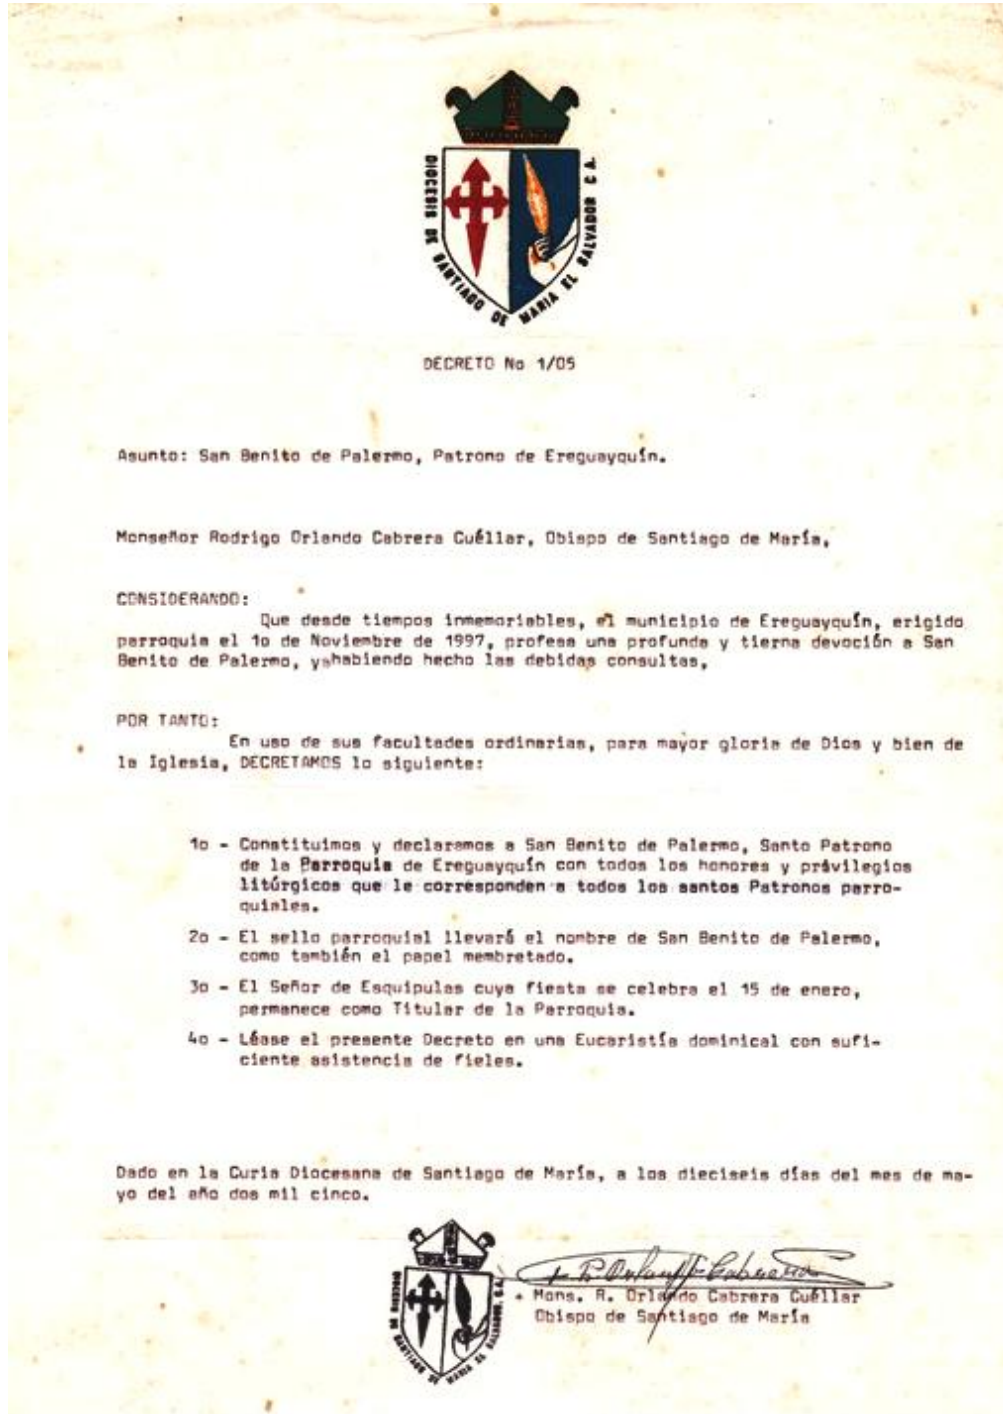 DIOCESIS DE SANTIAGO DE MARIA EL SALVADOR C A.
DECRETO No 1/05
Asunto: San Benito de Palermo, Patrono de Ereguayquín.
Monseñor Rodrigo Orlando Cabrera Cuéllar, Obispo de Santiago de María,
CONSIDERANDO:
Que desde tiempos inmemoriables, el municipio de Ereguayquín, erigido
parroquia el 1o de Noviembre de 1997, profesa una profunda y tierna devoción a San
Benito de Palermo, y habiendo hecho las debidas consultas,
POR TANTO:
En uso de sus facultades ordinarias, para mayor gloria de Dios y bien de
la Iglesia, DECRETAMOS lo siguiente:
1o - Constituimos y declaramos a San Benito de Palermo, Santo Patrono
de la Parroquia de Ereguayquín con todos los honores y privilegios
litúrgicos que le corresponden a todos los santos Patronos parro-
quiales.
2o - El sello parroquial llevará el nombre de San Benito de Palermo,
como también el papel membretado.
3o - El Señor de Esquipulas cuya fiesta se celebra el 15 de enero,
permanece como Titular de la Parroquia.
4o - Léase el presente Decreto en una Eucaristía dominical con sufi-
ciente asistencia de fieles.
Dado en la Curia Diocesana de Santiago de María, a los dieciseis días del mes de ma-
yo del año dos mil cinco.
DIOCESIS DE SANTIAGO DE MARIA EL SALVADOR, C.A.
+ R. Orlando Cabrera
+ Mons. R. Orlando Cabrera Cuéllar
Obispo de Santiago de María